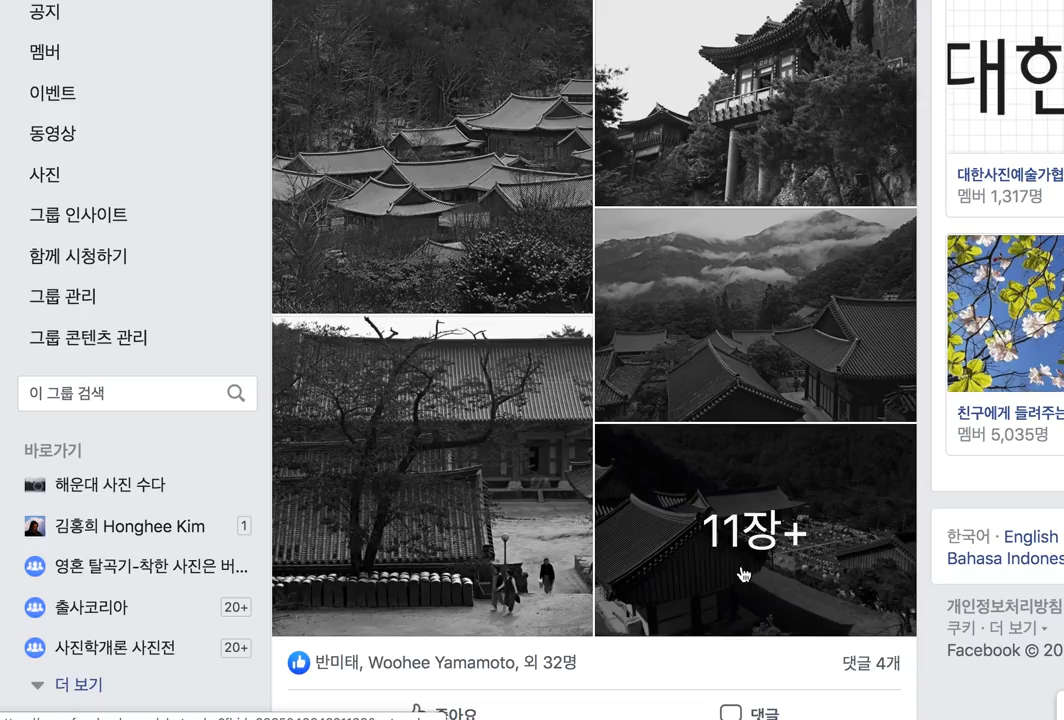 공지
멤버
이벤트
동영상
사진
그룹 인사이트
함께 시청하기
그룹 관리
그룹 콘텐츠 관리
이 그룹 검색
바로가기
해운대 사진 수다
김홍희 Honghee Kim 1
영혼 탈곡기-착한 사진은 버...
출사코리아 20+
사진학개론 사진전 20+
더 보기
11장+
반미태, Woohee Yamamoto, 외 32명
댓글 4개
좋아요
댓글
대한
대한사진예술가협
멤버 1,317명
친구에게 들려주는
멤버 5,035명
한국어 · English
Bahasa Indones
개인정보처리방침
쿠키 · 더 보기
Facebook © 20